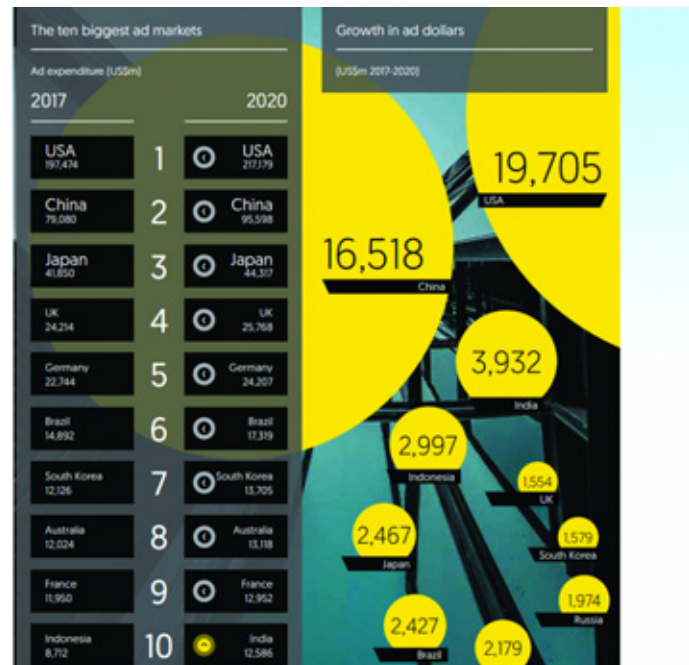 The ten biggest ad markets
Ad expenditure [US$m]
2017 2020
USA 197,474 1 USA 217,179
China 79,080 2 China 95,598
Japan 41,850 3 Japan 44,317
UK 24,214 4 UK 25,768
Germany 22,744 5 Germany 24,207
Brazil 14,892 6 Brazil 17,319
South Korea 12,126 7 South Korea 13,705
Australia 12,024 8 Australia 13,118
France 11,950 9 France 12,952
Indonesia 8,712 10 India 12,586
Growth in ad dollars
[US$m 2017-2020]
19,705
USA
16,518
China
3,932
India
2,997
Indonesia
1,554
UK
2,467
Japan
1,579
South Korea
1,974
Russia
2,427
Brazil
2,179